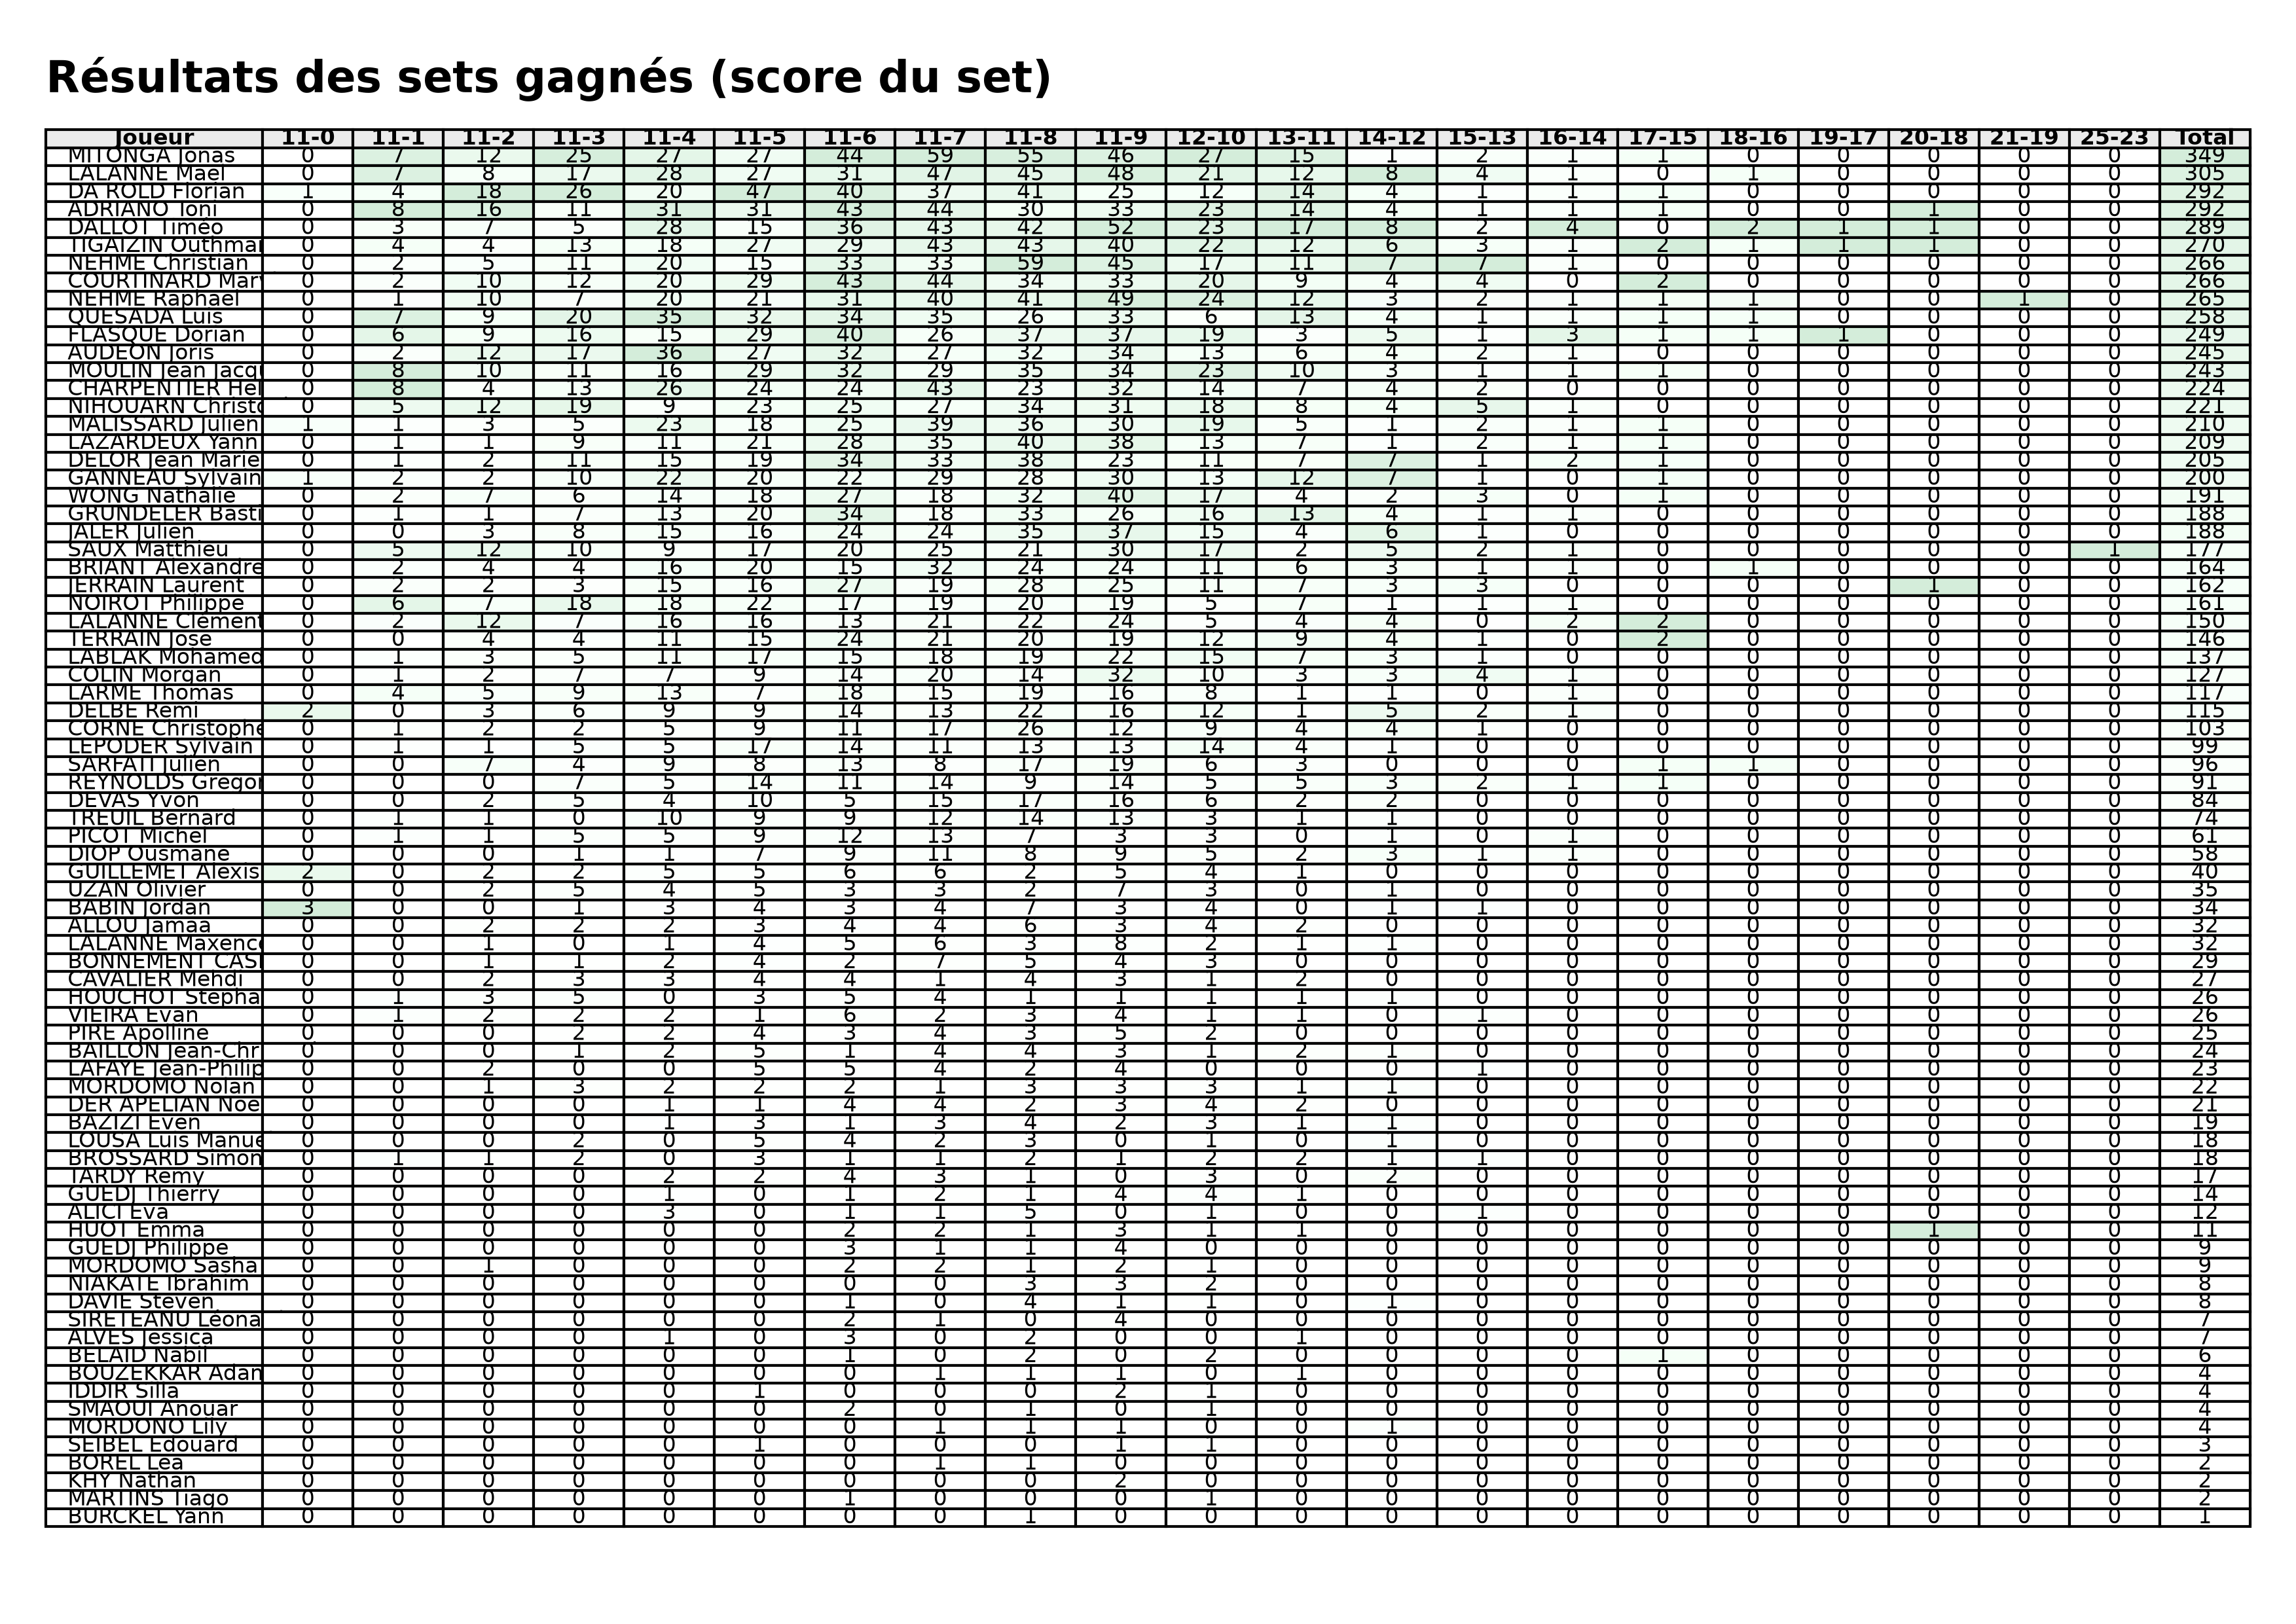 Résultats des sets gagnés (score du set)
Joueur 11-0 11-1 11-2 11-3 11-4 11-5 11-6 11-7 11-8 11-9 12-10 13-11 14-12 15-13 16-14 17-15 18-16 19-17 20-18 21-19 25-23 Total
MITONGA Jonas 0 7 12 25 27 27 44 59 55 46 27 15 1 2 1 1 0 0 0 0 0 349
LALANNE Mael 0 7 8 17 28 27 31 47 45 48 21 12 8 4 1 0 1 0 0 0 0 305
DA ROLD Florian 1 4 18 26 20 47 40 37 41 25 12 14 4 1 1 1 0 0 0 0 0 292
ADRIANO Toni 0 8 16 11 31 31 43 44 30 33 23 14 4 1 1 1 0 0 1 0 0 292
DALLOT Timéo 0 3 7 5 28 15 36 43 42 52 23 17 8 2 4 0 2 1 1 0 0 289
TIGAIZIN Outhmar 0 4 4 13 18 27 29 43 43 40 22 12 6 3 1 2 1 1 1 0 0 270
NEHME Christian 0 2 5 11 20 15 33 33 59 45 17 11 7 7 1 0 0 0 0 0 0 266
COURTINARD Mar 0 2 10 12 20 29 43 44 34 33 20 9 4 4 0 2 0 0 0 0 0 266
NEHME Raphael 0 1 10 7 20 21 31 40 41 49 24 12 3 2 1 1 1 0 0 1 0 265
QUESADA Luis 0 7 9 20 35 32 34 35 26 33 6 13 4 1 1 1 1 0 0 0 0 258
FLASQUE Dorian 0 6 9 16 15 29 40 26 37 37 19 3 5 1 3 1 1 1 0 0 0 249
AUDEON Joris 0 2 12 17 36 27 32 27 32 34 13 6 4 2 1 0 0 0 0 0 0 245
MOULIN Jean Jacq 0 8 10 11 16 29 32 29 35 34 23 10 3 1 1 1 0 0 0 0 0 243
CHARPENTIER He 0 8 4 13 26 24 24 43 23 32 14 7 4 2 0 0 0 0 0 0 0 224
NIHOUARN Christo 0 5 12 19 9 23 25 27 34 31 18 8 4 5 1 0 0 0 0 0 0 221
MALISSARD Julien 1 1 3 5 23 18 25 39 36 30 19 5 1 2 1 1 0 0 0 0 0 210
LAZARDEUX Yann 0 1 1 9 11 21 28 35 40 38 13 7 1 2 1 1 0 0 0 0 0 209
DELOR Jean Marie 0 1 2 11 15 19 34 33 38 23 11 7 7 1 2 1 0 0 0 0 0 205
GANNEAU Sylvain 1 2 2 10 22 20 22 29 28 30 13 12 7 1 0 1 0 0 0 0 0 200
WONG Nathalie 0 2 7 6 14 18 27 18 32 40 17 4 2 3 0 1 0 0 0 0 0 191
GRUNDELER Basti 0 1 1 7 13 20 34 18 33 26 16 13 4 1 1 0 0 0 0 0 0 188
JALER Julien 0 0 3 8 15 16 24 24 35 37 15 4 6 1 0 0 0 0 0 0 0 188
SAUX Matthieu 0 5 12 10 9 17 20 25 21 30 17 2 5 2 1 0 0 0 0 0 1 177
BRIANT Alexandre 0 2 4 4 16 20 15 32 24 24 11 6 3 1 1 0 1 0 0 0 0 164
JERRAIN Laurent 0 2 2 3 15 16 27 19 28 25 11 7 3 3 0 0 0 0 1 0 0 162
NOIROT Philippe 0 6 7 18 18 22 17 19 20 19 5 7 1 1 1 0 0 0 0 0 0 161
LALANNE Clement 0 2 12 7 16 16 13 21 22 24 5 4 4 0 2 2 0 0 0 0 0 150
TERRAIN Jose 0 0 4 4 11 15 24 21 20 19 12 9 4 1 0 2 0 0 0 0 0 146
LABLAK Mohamed 0 1 3 5 11 17 15 18 19 22 15 7 3 1 0 0 0 0 0 0 0 137
COLIN Morgan 0 1 2 7 7 9 14 20 14 32 10 3 3 4 1 0 0 0 0 0 0 127
LARME Thomas 0 4 5 9 13 7 18 15 19 16 8 1 1 0 1 0 0 0 0 0 0 117
DELBE Remi 2 0 3 6 9 9 14 13 22 16 12 1 5 2 1 0 0 0 0 0 0 115
CORNE Christophe 0 1 2 2 5 9 11 17 26 12 9 4 4 1 0 0 0 0 0 0 0 103
LEPODER Sylvain 0 1 1 5 5 17 14 11 13 13 14 4 1 0 0 0 0 0 0 0 0 99
SARFATI Julien 0 0 7 4 9 8 13 8 17 19 6 3 0 0 0 1 1 0 0 0 0 96
REYNOLDS Gregor 0 0 0 7 5 14 11 14 9 14 5 5 3 2 1 1 0 0 0 0 0 91
DEVAS Yvon 0 0 2 5 4 10 5 15 17 16 6 2 2 0 0 0 0 0 0 0 0 84
TREUIL Bernard 0 1 1 0 10 9 9 12 14 13 3 1 1 0 0 0 0 0 0 0 0 74
PICOT Michel 0 1 1 5 5 9 12 13 7 3 3 0 1 0 1 0 0 0 0 0 0 61
DIOP Ousmane 0 0 0 1 1 7 9 11 8 9 5 2 3 1 1 0 0 0 0 0 0 58
GUILLEMET Alexis 2 0 2 2 5 5 6 6 2 5 4 1 0 0 0 0 0 0 0 0 0 40
UZAN Olivier 0 0 2 5 4 5 3 3 2 7 3 0 1 0 0 0 0 0 0 0 0 35
BABIN Jordan 3 0 0 1 3 4 3 4 7 3 4 0 1 1 0 0 0 0 0 0 0 34
ALLOU Jamaa 0 0 2 2 2 3 4 4 6 3 4 2 0 0 0 0 0 0 0 0 0 32
LALANNE Maxence 0 0 1 0 1 4 5 6 3 8 2 1 1 0 0 0 0 0 0 0 0 32
BONNEMENT CAS 0 0 1 1 2 4 2 7 5 4 3 0 0 0 0 0 0 0 0 0 0 29
CAVALIER Mehdi 0 0 2 3 3 4 4 1 4 3 1 2 0 0 0 0 0 0 0 0 0 27
HOUCHOT Stepha 0 1 3 5 0 3 5 4 1 1 1 1 1 0 0 0 0 0 0 0 0 26
VIEIRA Evan 0 1 2 2 2 1 6 2 3 4 1 1 0 1 0 0 0 0 0 0 0 26
PIRE Apolline 0 0 0 2 2 4 3 4 3 5 2 0 0 0 0 0 0 0 0 0 0 25
BAILLON Jean-Chr 0 0 0 1 2 5 1 4 4 3 1 2 1 0 0 0 0 0 0 0 0 24
LAFAYE Jean-Philip 0 0 2 0 0 5 5 4 2 4 0 0 0 1 0 0 0 0 0 0 0 23
MORDOMO Nolan 0 0 1 3 2 2 2 1 3 3 3 1 1 0 0 0 0 0 0 0 0 22
DER APELIAN Noe 0 0 0 0 1 1 4 4 2 3 4 2 0 0 0 0 0 0 0 0 0 21
BAZIZI Even 0 0 0 0 1 3 1 3 4 2 3 1 1 0 0 0 0 0 0 0 0 19
LOUSA Luis Manue 0 0 0 2 0 5 4 2 3 0 1 0 1 0 0 0 0 0 0 0 0 18
BROSSARD Simon 0 1 1 2 0 3 1 1 2 1 2 2 1 1 0 0 0 0 0 0 0 18
TARDY Remy 0 0 0 0 2 2 4 3 1 0 3 0 2 0 0 0 0 0 0 0 0 17
GUEDJ Thierry 0 0 0 0 1 0 1 2 1 4 4 1 0 0 0 0 0 0 0 0 0 14
ALICI Eva 0 0 0 0 3 0 1 1 5 0 1 0 0 1 0 0 0 0 0 0 0 12
HUOT Emma 0 0 0 0 0 0 2 2 1 3 1 1 0 0 0 0 0 0 1 0 0 11
GUEDJ Philippe 0 0 0 0 0 0 3 1 1 4 0 0 0 0 0 0 0 0 0 0 0 9
MORDOMO Sasha 0 0 1 0 0 0 2 2 1 2 1 0 0 0 0 0 0 0 0 0 0 9
NIAKATE Ibrahim 0 0 0 0 0 0 0 0 3 3 2 0 0 0 0 0 0 0 0 0 0 8
DAVIE Steven 0 0 0 0 0 0 1 0 4 1 1 0 1 0 0 0 0 0 0 0 0 8
SIRETEANU Léona 0 0 0 0 0 0 2 1 0 4 0 0 0 0 0 0 0 0 0 0 0 7
ALVES Jessica 0 0 0 0 1 0 3 0 2 0 0 1 0 0 0 0 0 0 0 0 0 7
BELAID Nabil 0 0 0 0 0 0 1 0 2 0 2 0 0 0 0 1 0 0 0 0 0 6
BOUZEKKAR Adan 0 0 0 0 0 0 0 1 1 1 0 1 0 0 0 0 0 0 0 0 0 4
IDDIR Silla 0 0 0 0 0 1 0 0 0 2 1 0 0 0 0 0 0 0 0 0 0 4
SMAOUI Anouar 0 0 0 0 0 0 2 0 1 0 1 0 0 0 0 0 0 0 0 0 0 4
MORDONO Lily 0 0 0 0 0 0 0 1 1 1 0 0 1 0 0 0 0 0 0 0 0 4
SEIBEL Edouard 0 0 0 0 0 1 0 0 0 1 1 0 0 0 0 0 0 0 0 0 0 3
BOREL Lea 0 0 0 0 0 0 0 1 1 0 0 0 0 0 0 0 0 0 0 0 0 2
KHY Nathan 0 0 0 0 0 0 0 0 0 2 0 0 0 0 0 0 0 0 0 0 0 2
MARTINS Tiago 0 0 0 0 0 0 1 0 0 0 1 0 0 0 0 0 0 0 0 0 0 2
BURCKEL Yann 0 0 0 0 0 0 0 0 1 0 0 0 0 0 0 0 0 0 0 0 0 1